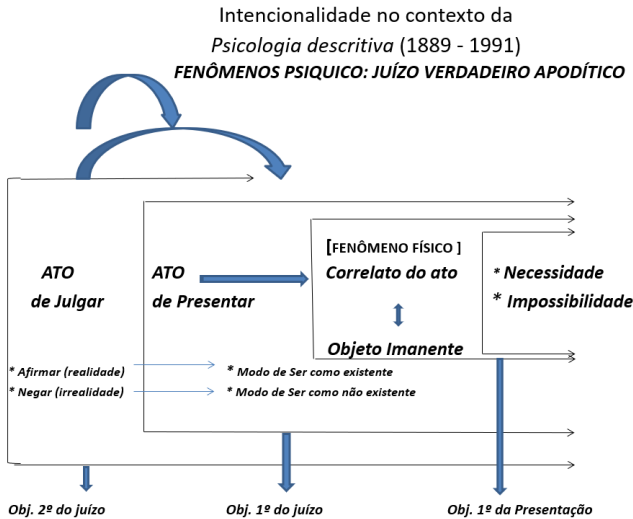 Intencionalidade no contexto da
Psicologia descritiva (1889 - 1991)
FENÔMENOS PSIQUICO: JUÍZO VERDADEIRO APODÍTICO
[FENÔMENO FÍSICO ]
ATO
de Julgar
ATO
de Presentar
Correlato do ato
* Necessidade
* Impossibilidade
Objeto Imanente
* Afirmar (realidade)
* Modo de Ser como existente
* Negar (irrealidade)
* Modo de Ser como não existente
Obj. 2º do juízo
Obj. 1º do juízo
Obj. 1º da Presentação